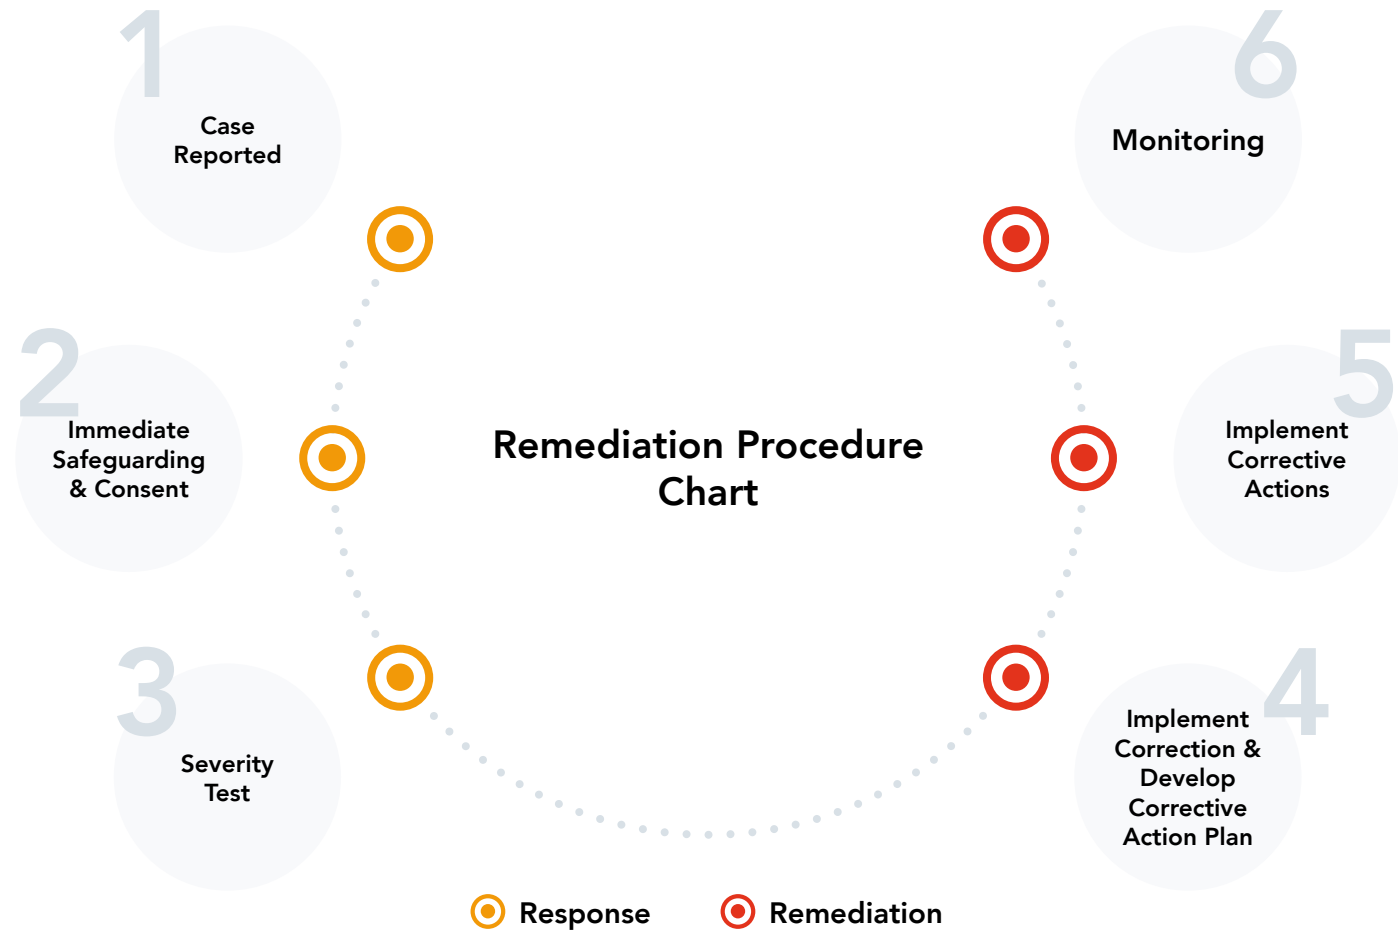 1
Case
Reported
2
Immediate
Safeguarding
& Consent
3
Severity
Test
Remediation Procedure
Chart
4
Implement
Correction &
Develop
Corrective
Action Plan
5
Implement
Corrective
Actions
6
Monitoring
Response
Remediation